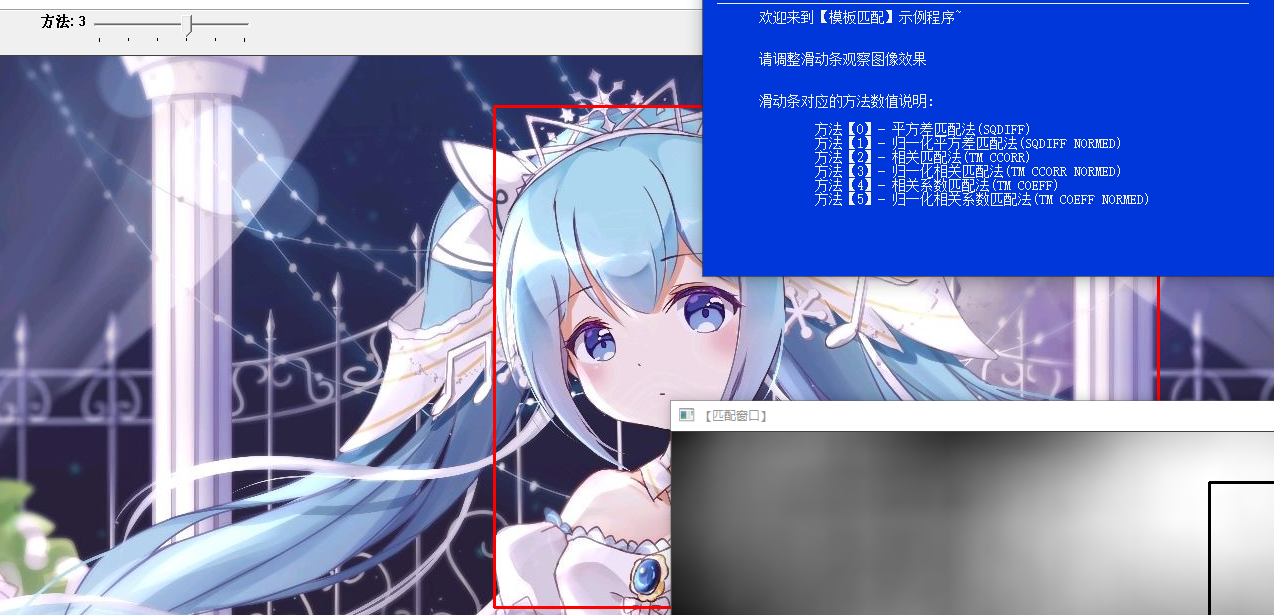 方法: 3
欢迎来到【模板匹配】示例程序~
请调整滑动条观察图像效果
滑动条对应的方法数值说明:
方法【0】- 平方差匹配法(SQDIFF)
方法【1】- 归一化平方差匹配法(SQDIFF NORMED)
方法【2】- 相关匹配法(TM CCORR)
方法【3】- 归一化相关匹配法(TM CCORR NORMED)
方法【4】- 相关系数匹配法(TM COEFF)
方法【5】- 归一化相关系数匹配法(TM COEFF NORMED)
【匹配窗口】